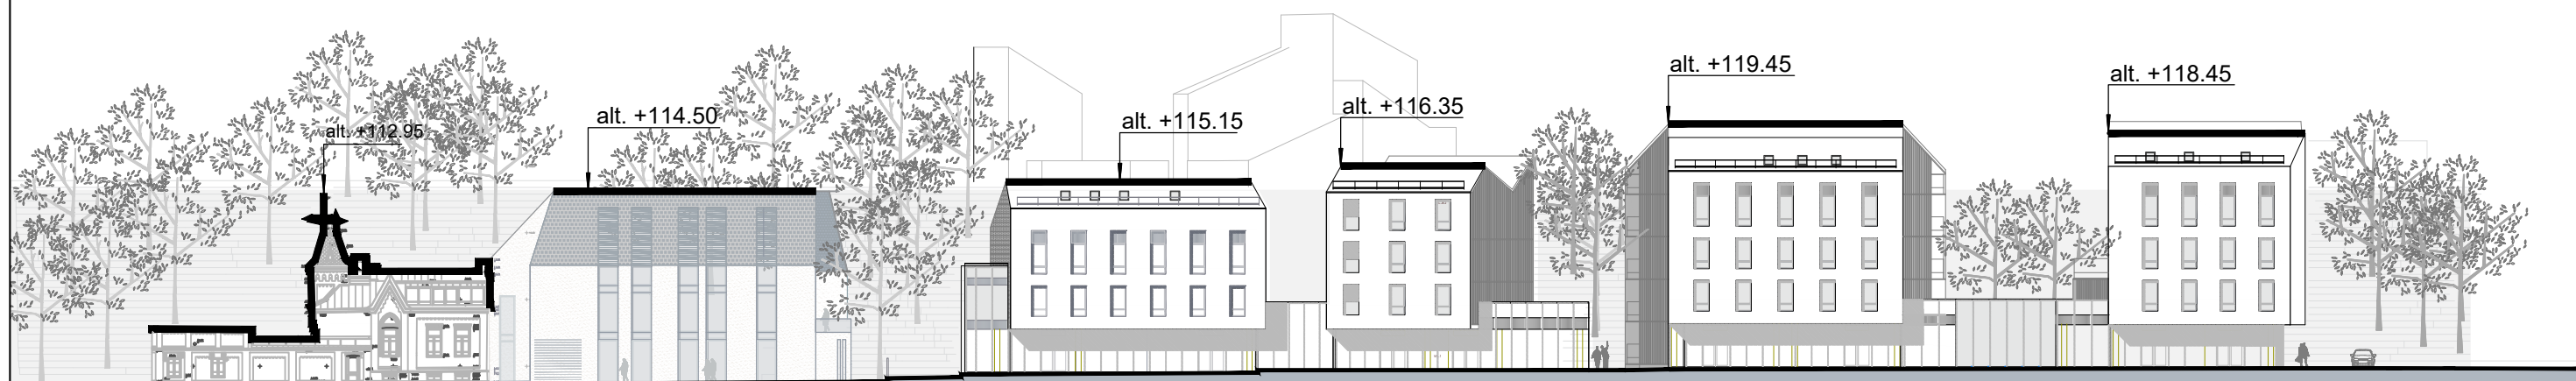 alt. +112.95
alt. +114.50
alt. +115.15
alt. +116.35
alt. +119.45
alt. +118.45